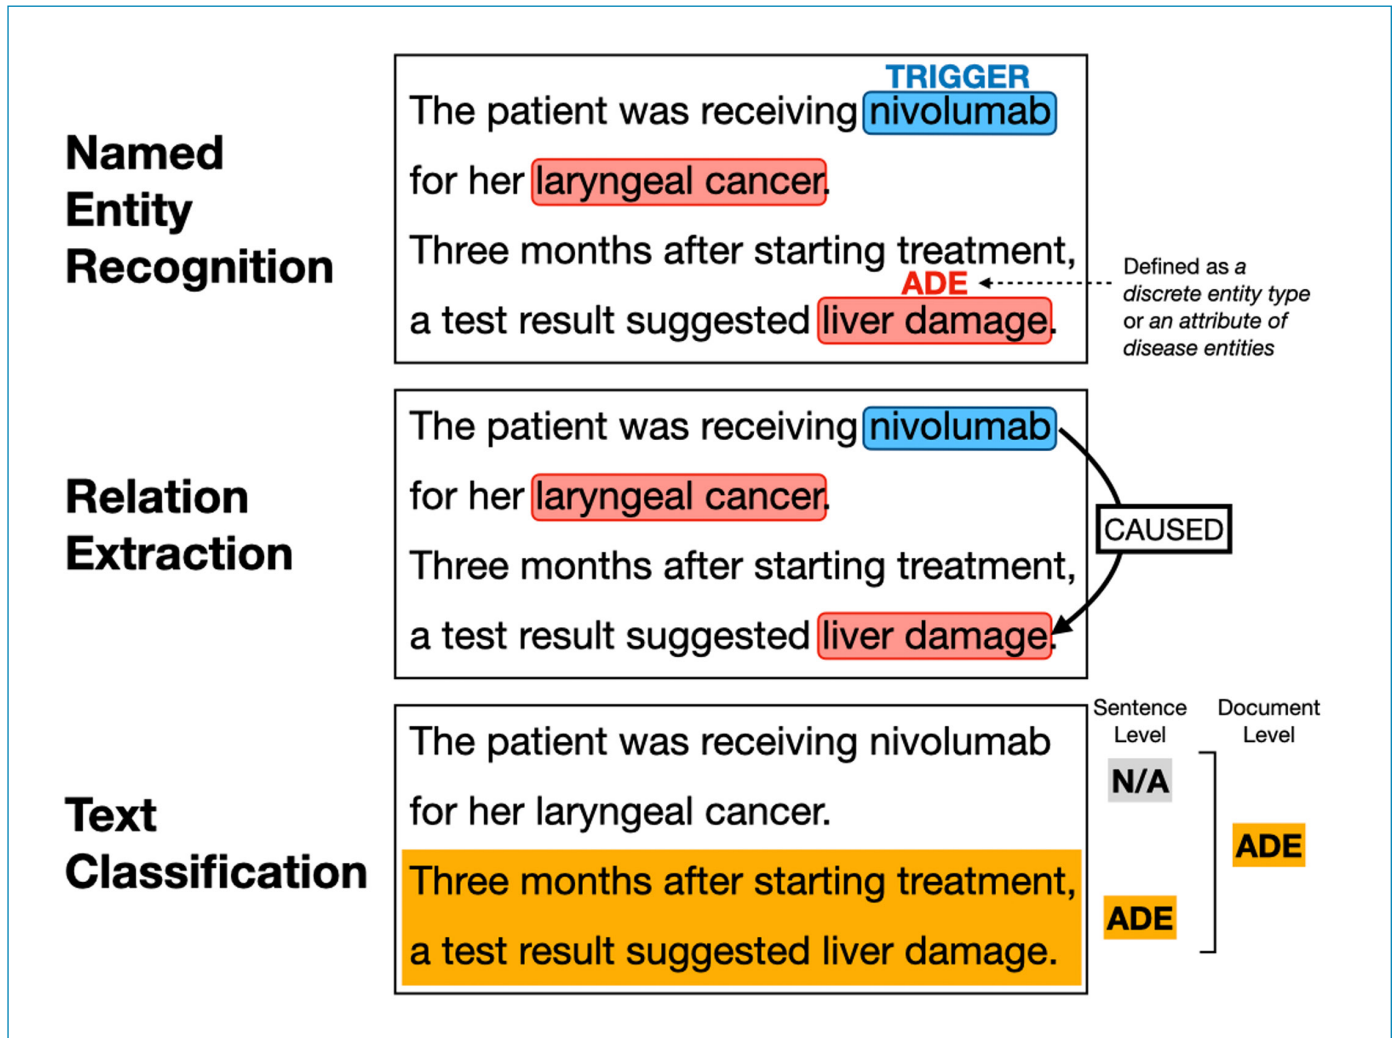 Named
Entity
Recognition
TRIGGER
The patient was receiving nivolumab
for her laryngeal cancer.
Three months after starting treatment,
ADE
a test result suggested liver damage.
Defined as a
discrete entity type
or an attribute of
disease entities
Relation
Extraction
The patient was receiving nivolumab
for her laryngeal cancer.
Three months after starting treatment,
a test result suggested liver damage.
CAUSED
Text
Classification
The patient was receiving nivolumab
for her laryngeal cancer.
Three months after starting treatment,
a test result suggested liver damage.
Sentence
Level
N/A
ADE
Document
Level
ADE